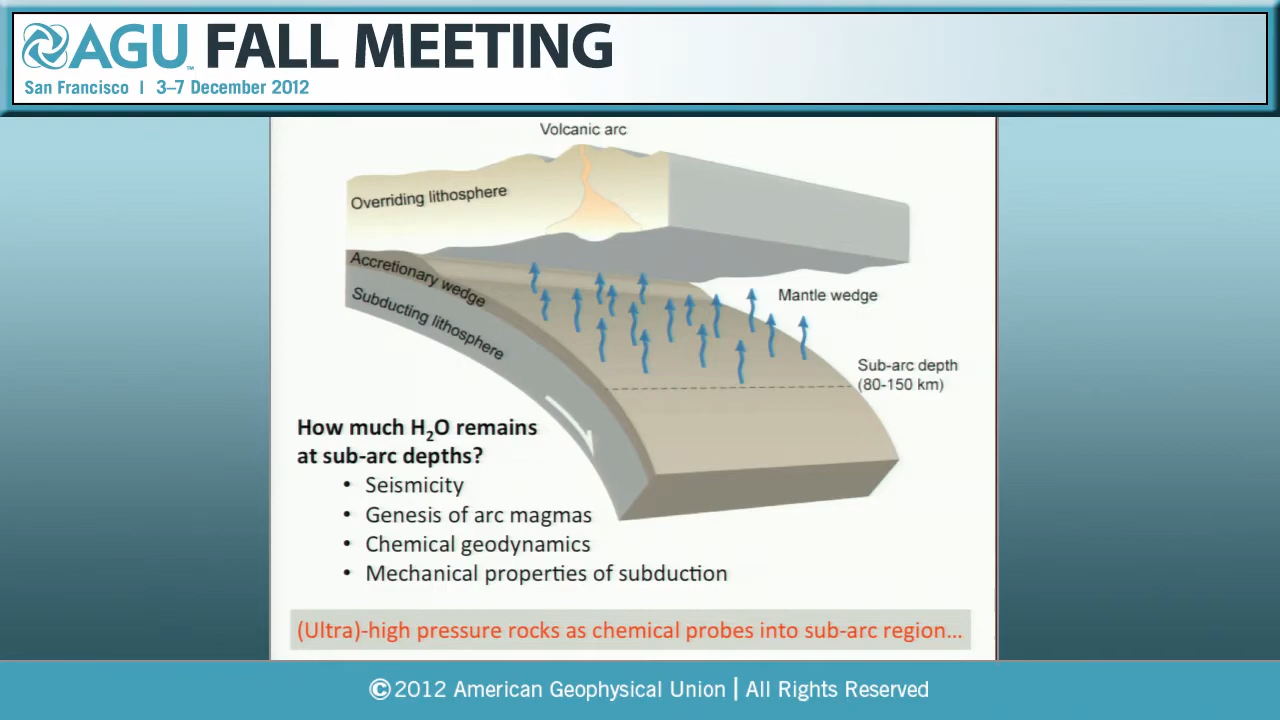 AGU™ FALL MEETING
San Francisco | 3–7 December 2012
Volcanic arc
Overriding lithosphere
Accretionary wedge
Subducting lithosphere
Mantle wedge
Sub-arc depth
(80-150 km)
How much H₂O remains
at sub-arc depths?
• Seismicity
• Genesis of arc magmas
• Chemical geodynamics
• Mechanical properties of subduction
(Ultra)-high pressure rocks as chemical probes into sub-arc region…
©2012 American Geophysical Union | All Rights Reserved